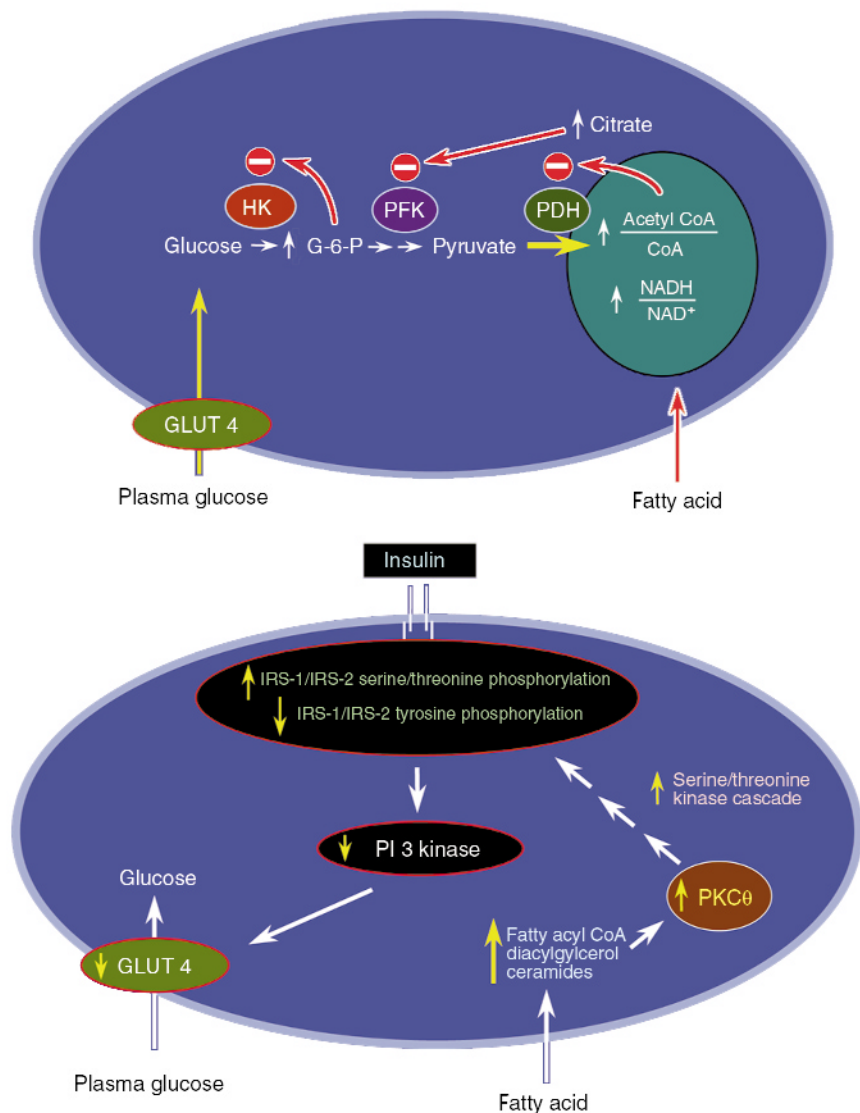 ↑ Citrate
HK
PFK
PDH
Glucose → ↑ G-6-P → → Pyruvate
↑ Acetyl CoA
CoA
↑ NADH
NAD⁺
GLUT 4
Plasma glucose
Fatty acid
Insulin
↑ IRS-1/IRS-2 serine/threonine phosphorylation
↓ IRS-1/IRS-2 tyrosine phosphorylation
↑ Serine/threonine
kinase cascade
↓ PI 3 kinase
Glucose
↑ PKCθ
↑ Fatty acyl CoA
diacylgylcerol
ceramides
↓ GLUT 4
Plasma glucose
Fatty acid